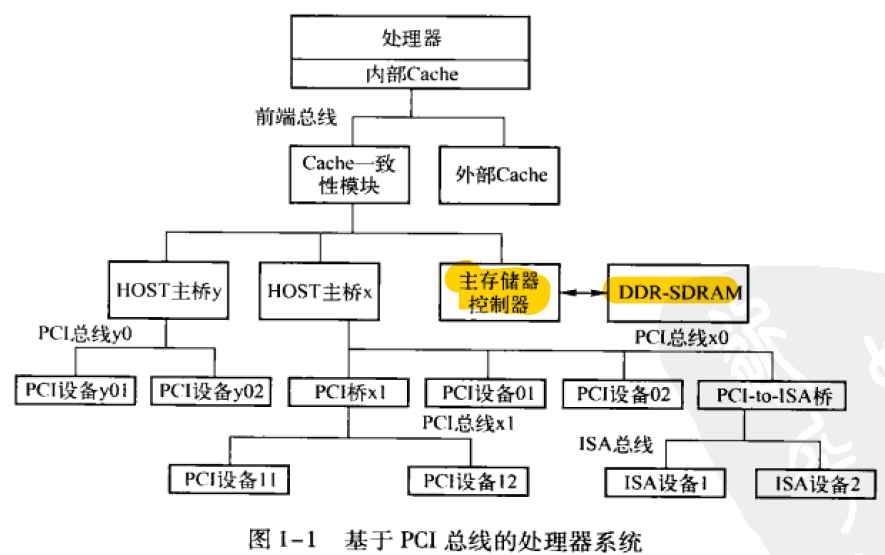 处理器
内部Cache
前端总线
Cache一致
性模块
外部Cache
HOST主桥y
HOST主桥x
主存储器
控制器
DDR-SDRAM
PCI总线y0
PCI总线x0
PCI设备y01
PCI设备y02
PCI桥x1
PCI设备01
PCI设备02
PCI-to-ISA桥
PCI总线x1
ISA总线
PCI设备11
PCI设备12
ISA设备1
ISA设备2
图1-1 基于PCI总线的处理器系统